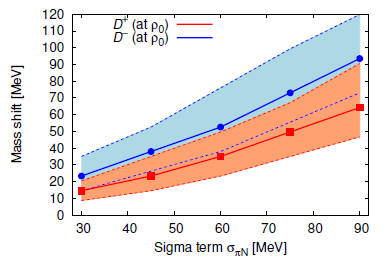 120
110
100
90
80
70
60
50
40
30
20
10
0
Mass shift [MeV]
D⁺ (at ρ₀)
D⁻ (at ρ₀)
30 40 50 60 70 80 90
Sigma term σπN [MeV]